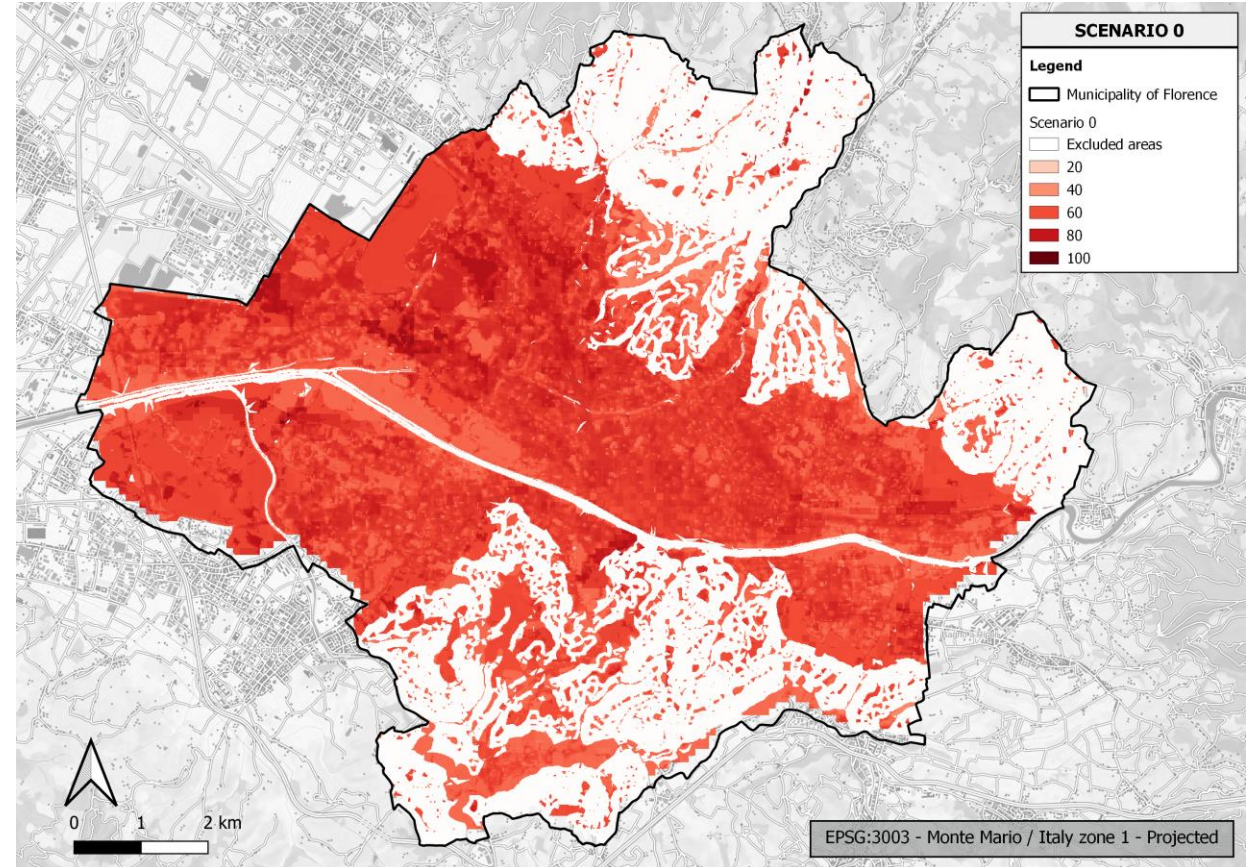 SCENARIO 0
Legend
Municipality of Florence
Scenario 0
Excluded areas
20
40
60
80
100
0 1 2 km
EPSG:3003 - Monte Mario / Italy zone 1 - Projected